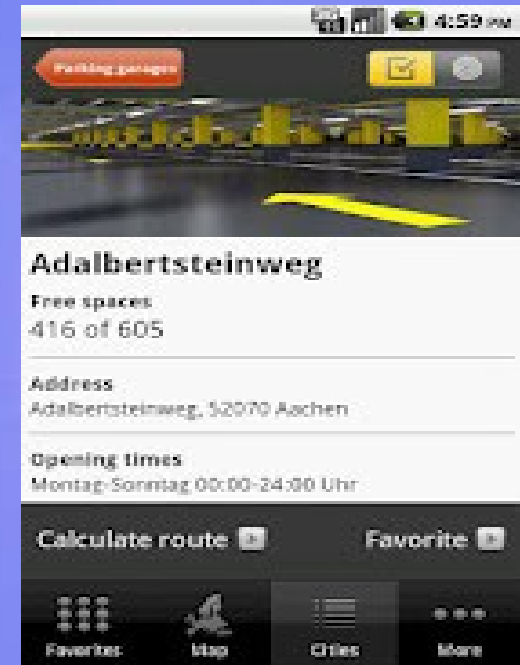 4:59 PM
Parking garages
Adalbertsteinweg
Free spaces
416 of 605
Address
Adalbertsteinweg, 52070 Aachen
Opening times
Montag-Sonntag 00:00-24:00 Uhr
Calculate route Favorite
Favorites Map Cities More